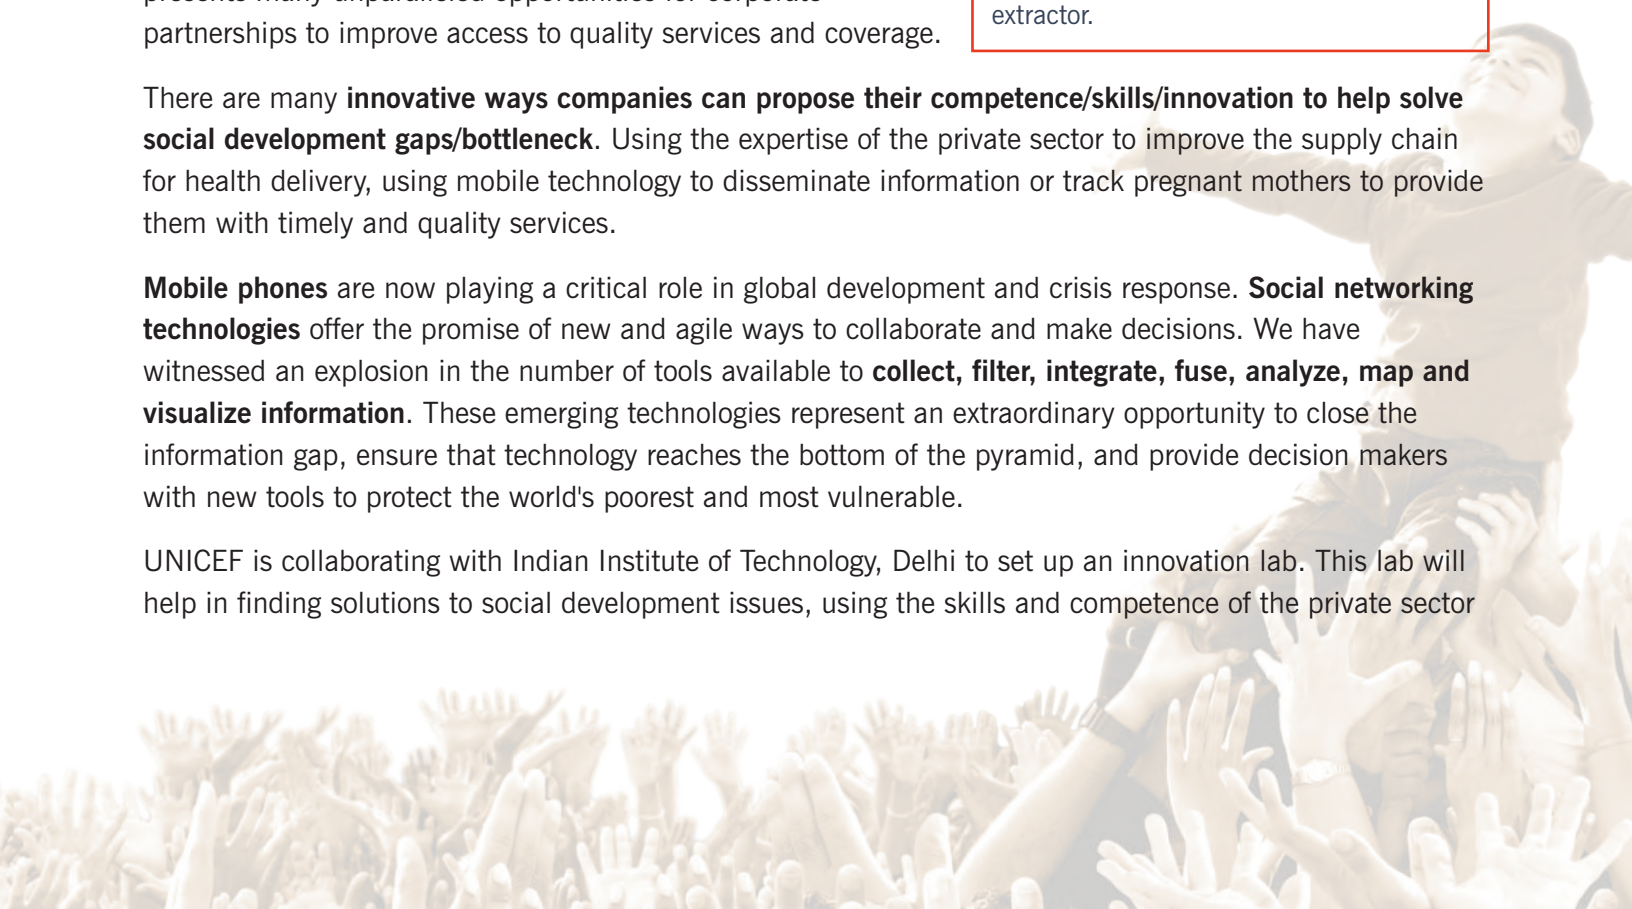 partnerships to improve access to quality services and coverage.
extractor.
There are many innovative ways companies can propose their competence/skills/innovation to help solve
social development gaps/bottleneck. Using the expertise of the private sector to improve the supply chain
for health delivery, using mobile technology to disseminate information or track pregnant mothers to provide
them with timely and quality services.
Mobile phones are now playing a critical role in global development and crisis response. Social networking
technologies offer the promise of new and agile ways to collaborate and make decisions. We have
witnessed an explosion in the number of tools available to collect, filter, integrate, fuse, analyze, map and
visualize information. These emerging technologies represent an extraordinary opportunity to close the
information gap, ensure that technology reaches the bottom of the pyramid, and provide decision makers
with new tools to protect the world's poorest and most vulnerable.
UNICEF is collaborating with Indian Institute of Technology, Delhi to set up an innovation lab. This lab will
help in finding solutions to social development issues, using the skills and competence of the private sector